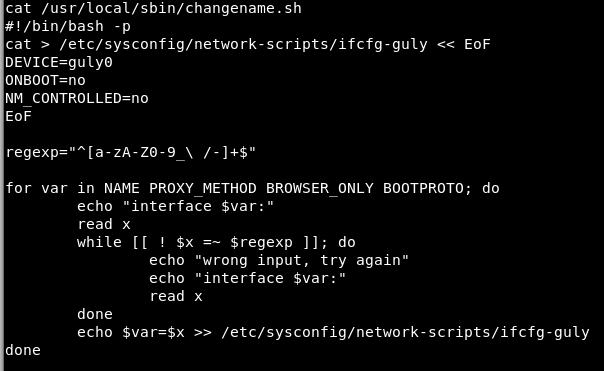 cat /usr/local/sbin/changename.sh
#!/bin/bash -p
cat > /etc/sysconfig/network-scripts/ifcfg-guly << EoF
DEVICE=guly0
ONBOOT=no
NM_CONTROLLED=no
EoF

regexp="^[a-zA-Z0-9_\ /-]+$"

for var in NAME PROXY_METHOD BROWSER_ONLY BOOTPROTO; do
        echo "interface $var:"
        read x
        while [[ ! $x =~ $regexp ]]; do
                echo "wrong input, try again"
                echo "interface $var:"
                read x
        done
        echo $var=$x >> /etc/sysconfig/network-scripts/ifcfg-guly
done